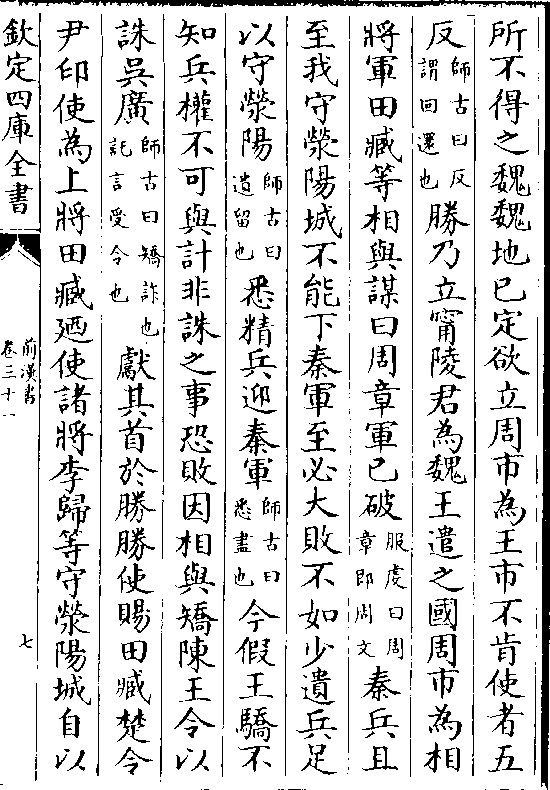 所不得之魏魏地已定欲立周市為王市不肯使者五
反師古曰反謂回還也勝乃立甯陵君為魏王遣之國周市為相
將軍田臧等相與謀曰周章軍已破服虔曰周章即周文秦兵且
至我守滎陽城不能下秦軍至必大敗不如少遺兵足
以守滎陽師古曰遺留也悉精兵迎秦軍師古曰悉盡也今假王驕不
知兵權不可與計非誅之事恐敗因相與矯陳王令以
誅吳廣師古曰矯詐也託言受令也獻其首於勝勝使賜田臧楚令
尹印使為上將田臧廼使諸將李歸等守滎陽城自以
欽定四庫全書
前漢書
卷三十一
七